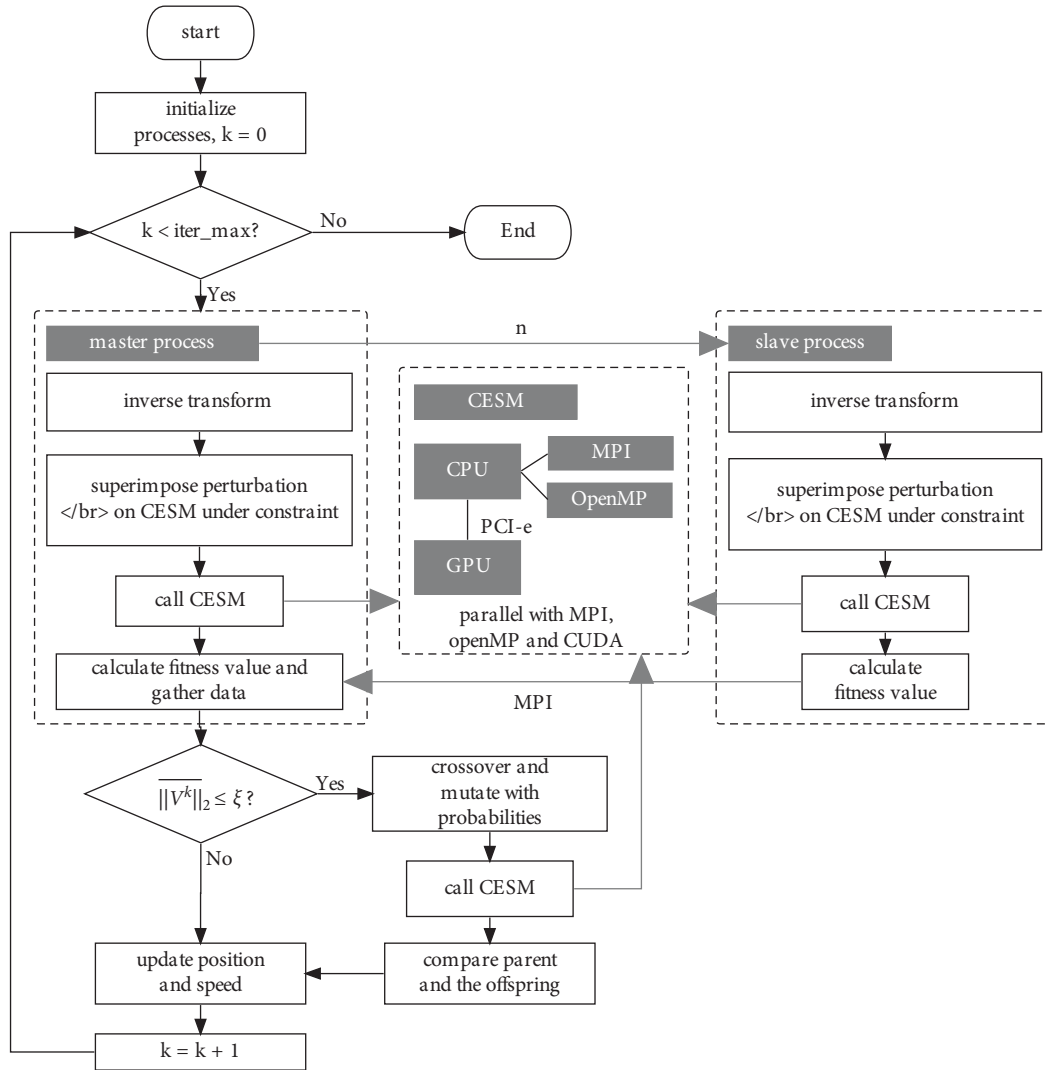 start
initialize
processes, k = 0
k < iter_max?
No
End
Yes
master process
n
slave process
inverse transform
superimpose perturbation
</br> on CESM under constraint
call CESM
calculate fitness value and
gather data
CESM
CPU
MPI
OpenMP
PCI-e
GPU
parallel with MPI,
openMP and CUDA
inverse transform
superimpose perturbation
</br> on CESM under constraint
call CESM
calculate
fitness value
MPI
||V^k||₂ ≤ ξ ?
Yes
crossover and
mutate with
probabilities
No
call CESM
update position
and speed
compare parent
and the offspring
k = k + 1